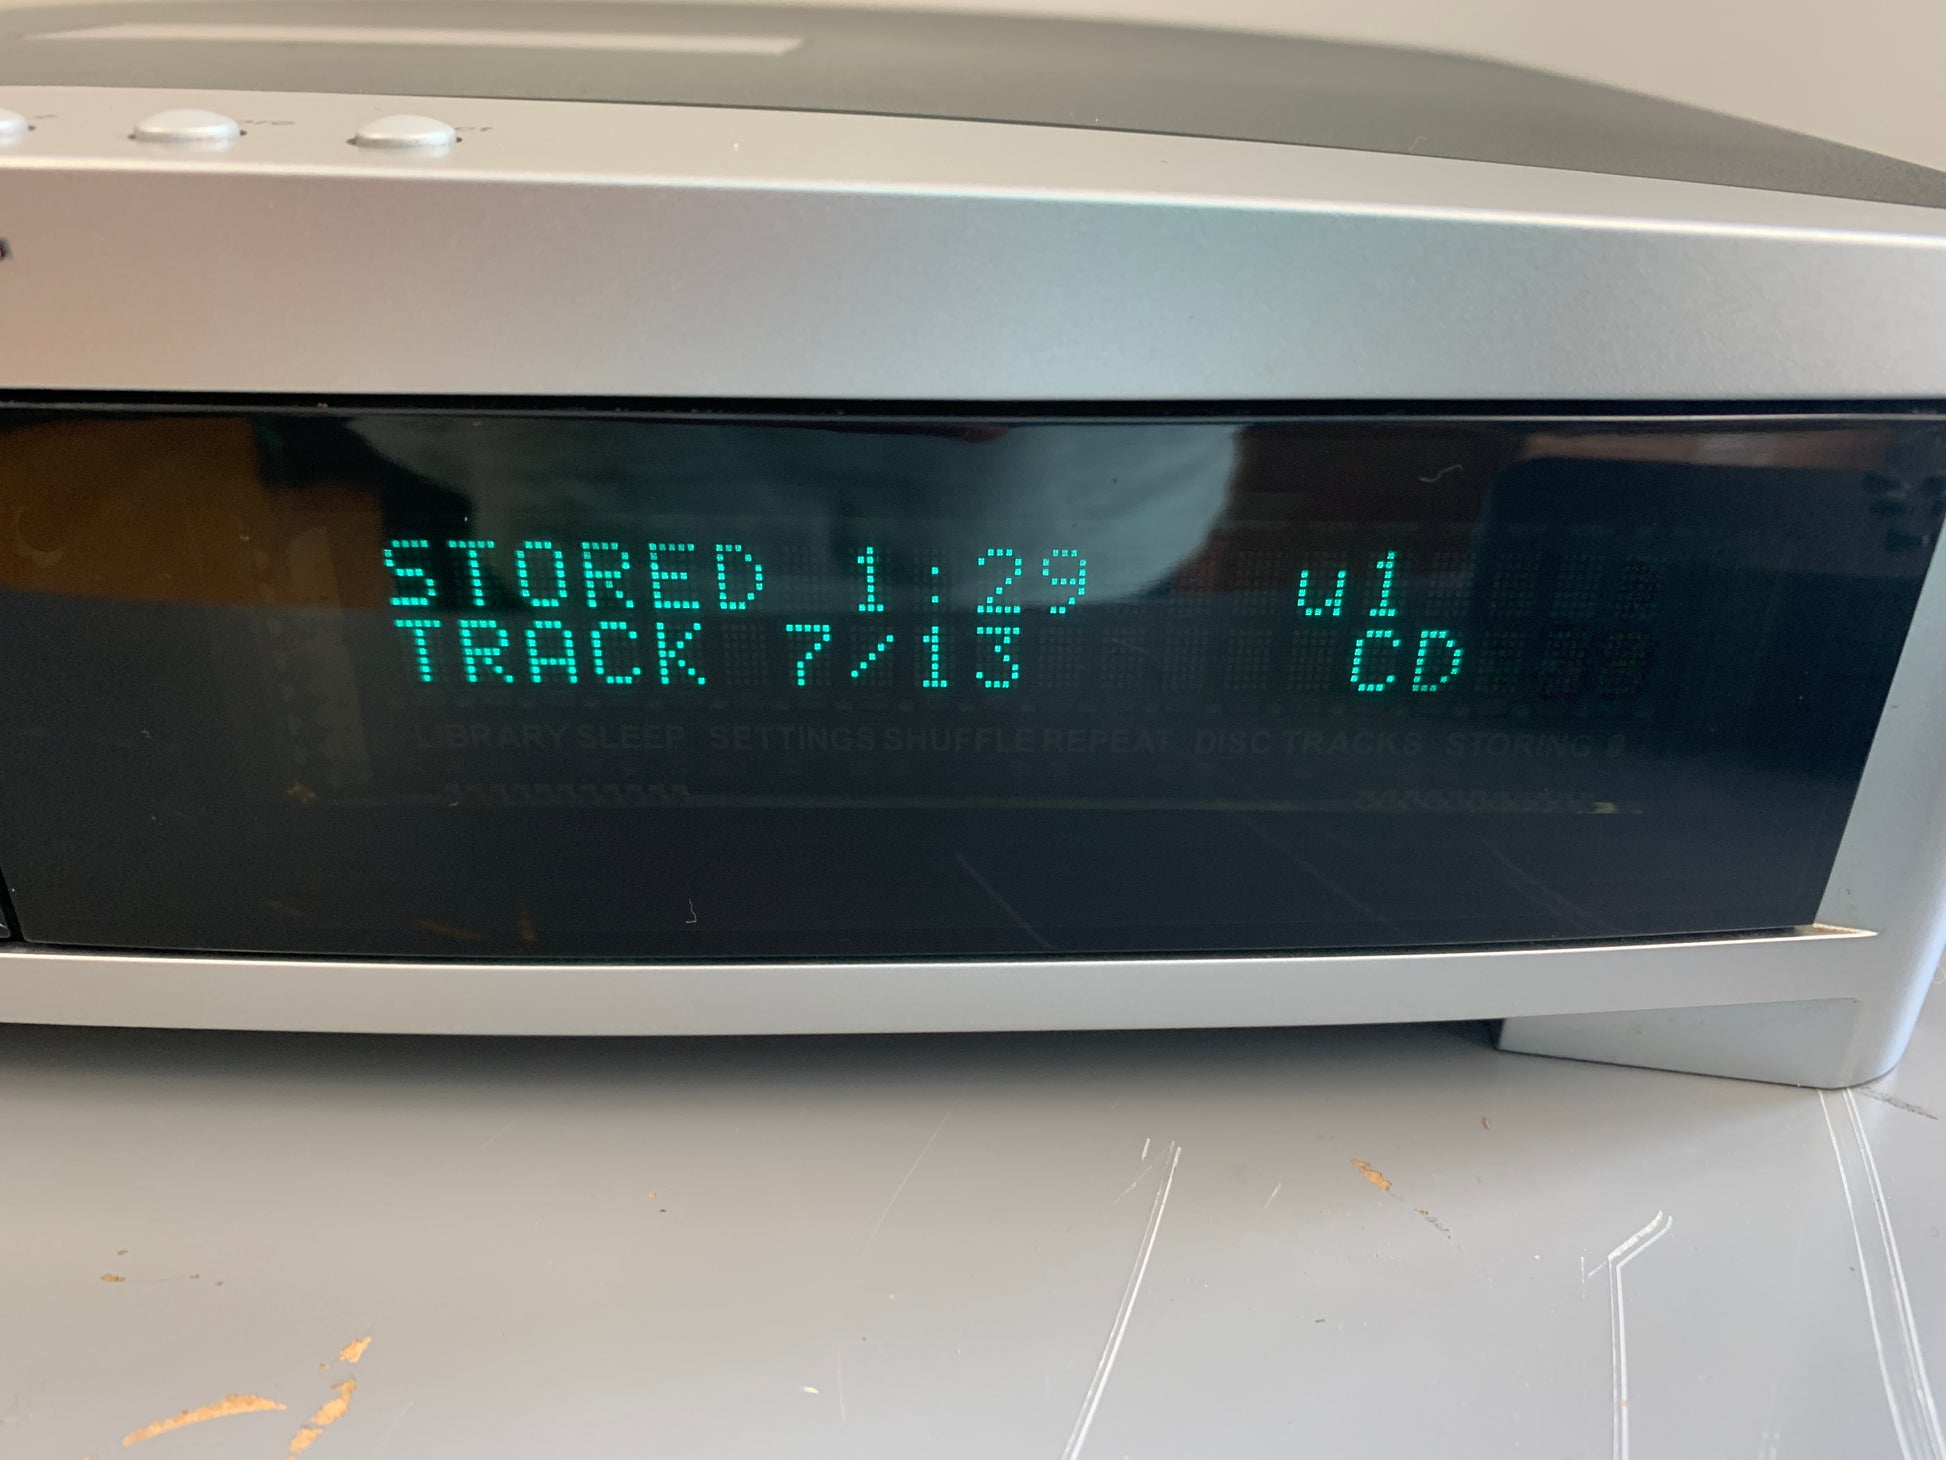 STORED 1:29 u1
TRACK 7/13 CD
LIBRARY SLEEP SETTINGS SHUFFLE REPEAT DISC TRACKS STORING